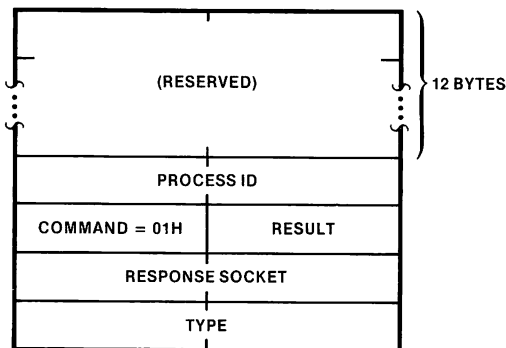 (RESERVED)
12 BYTES
PROCESS ID
COMMAND = 01H
RESULT
RESPONSE SOCKET
TYPE